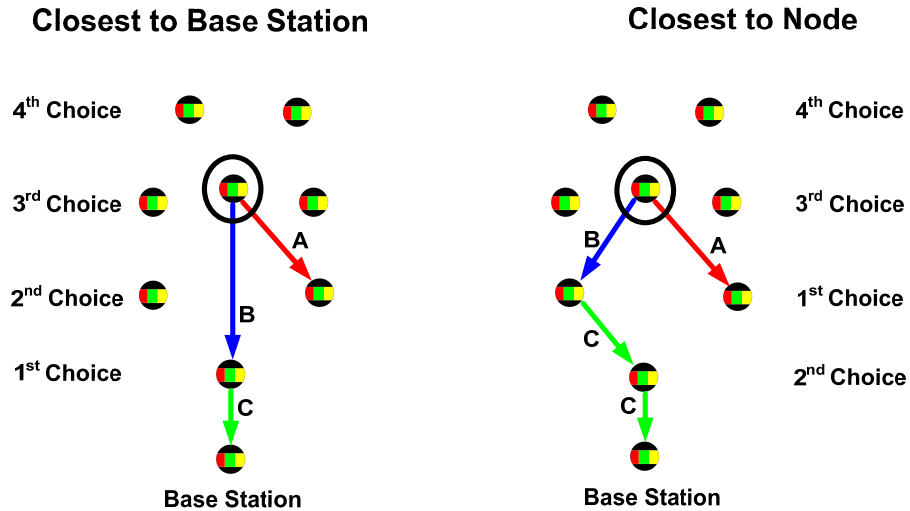 Closest to Base Station
4th Choice
3rd Choice
A
2nd Choice
B
1st Choice
C
Base Station
Closest to Node
4th Choice
3rd Choice
B
A
1st Choice
C
2nd Choice
C
Base Station